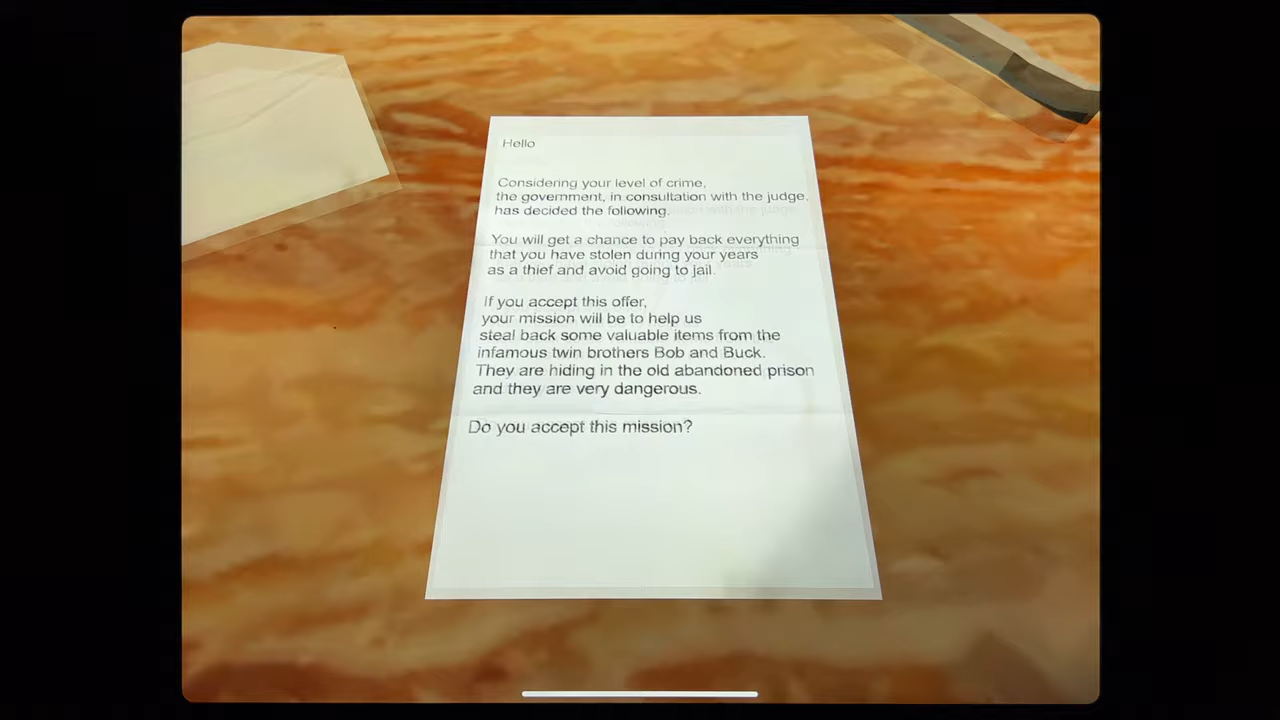 Hello
Considering your level of crime,
the government, in consultation with the judge,
has decided the following.
You will get a chance to pay back everything
that you have stolen during your years
as a thief and avoid going to jail.
If you accept this offer,
your mission will be to help us
steal back some valuable items from the
infamous twin brothers Bob and Buck.
They are hiding in the old abandoned prison
and they are very dangerous.
Do you accept this mission?